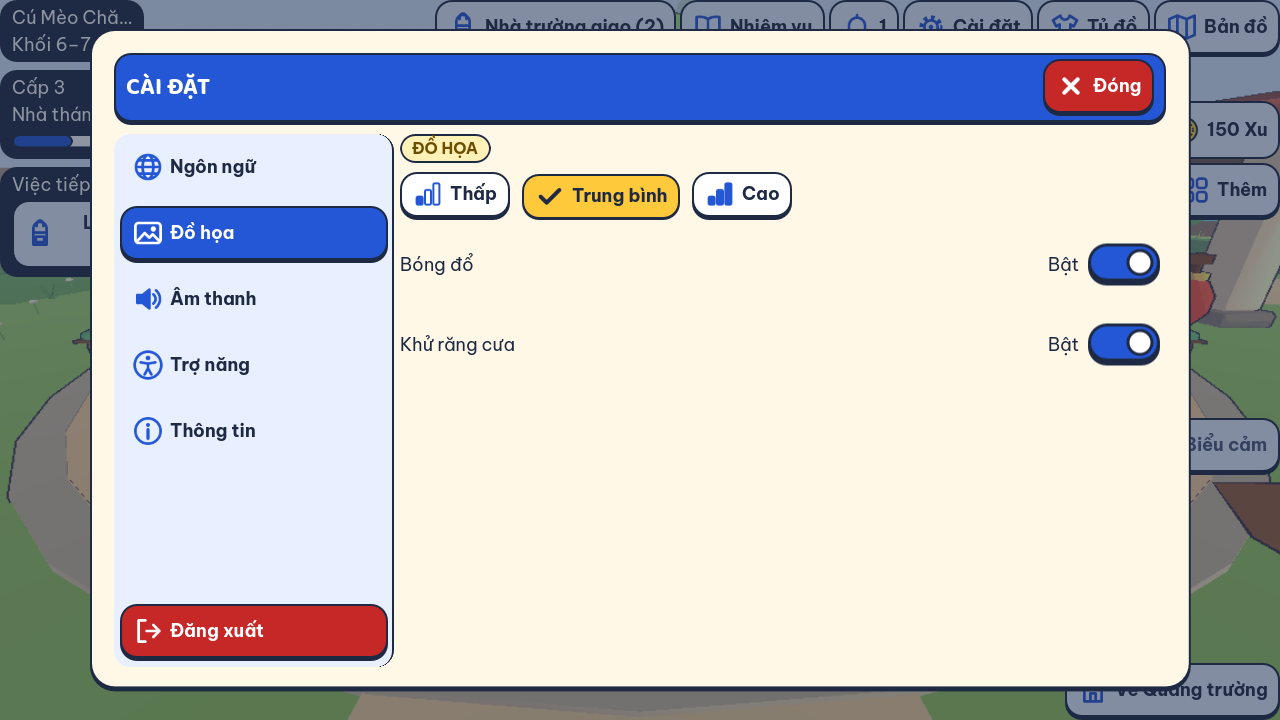 Cú Mèo Chă...
Khối 6–7
Nhà trường giao (2)
Nhiệm vụ
1
Cài đặt
Tủ đồ
Bản đồ
Cấp 3
Nhà thán
150 Xu
Việc tiếp
Thêm
L
CÀI ĐẶT
Đóng
Ngôn ngữ
Đồ họa
Âm thanh
Trợ năng
Thông tin
Đăng xuất
ĐỒ HỌA
Thấp
Trung bình
Cao
Bóng đổ
Bật
Khử răng cưa
Bật
Biểu cảm
Về Quảng trường